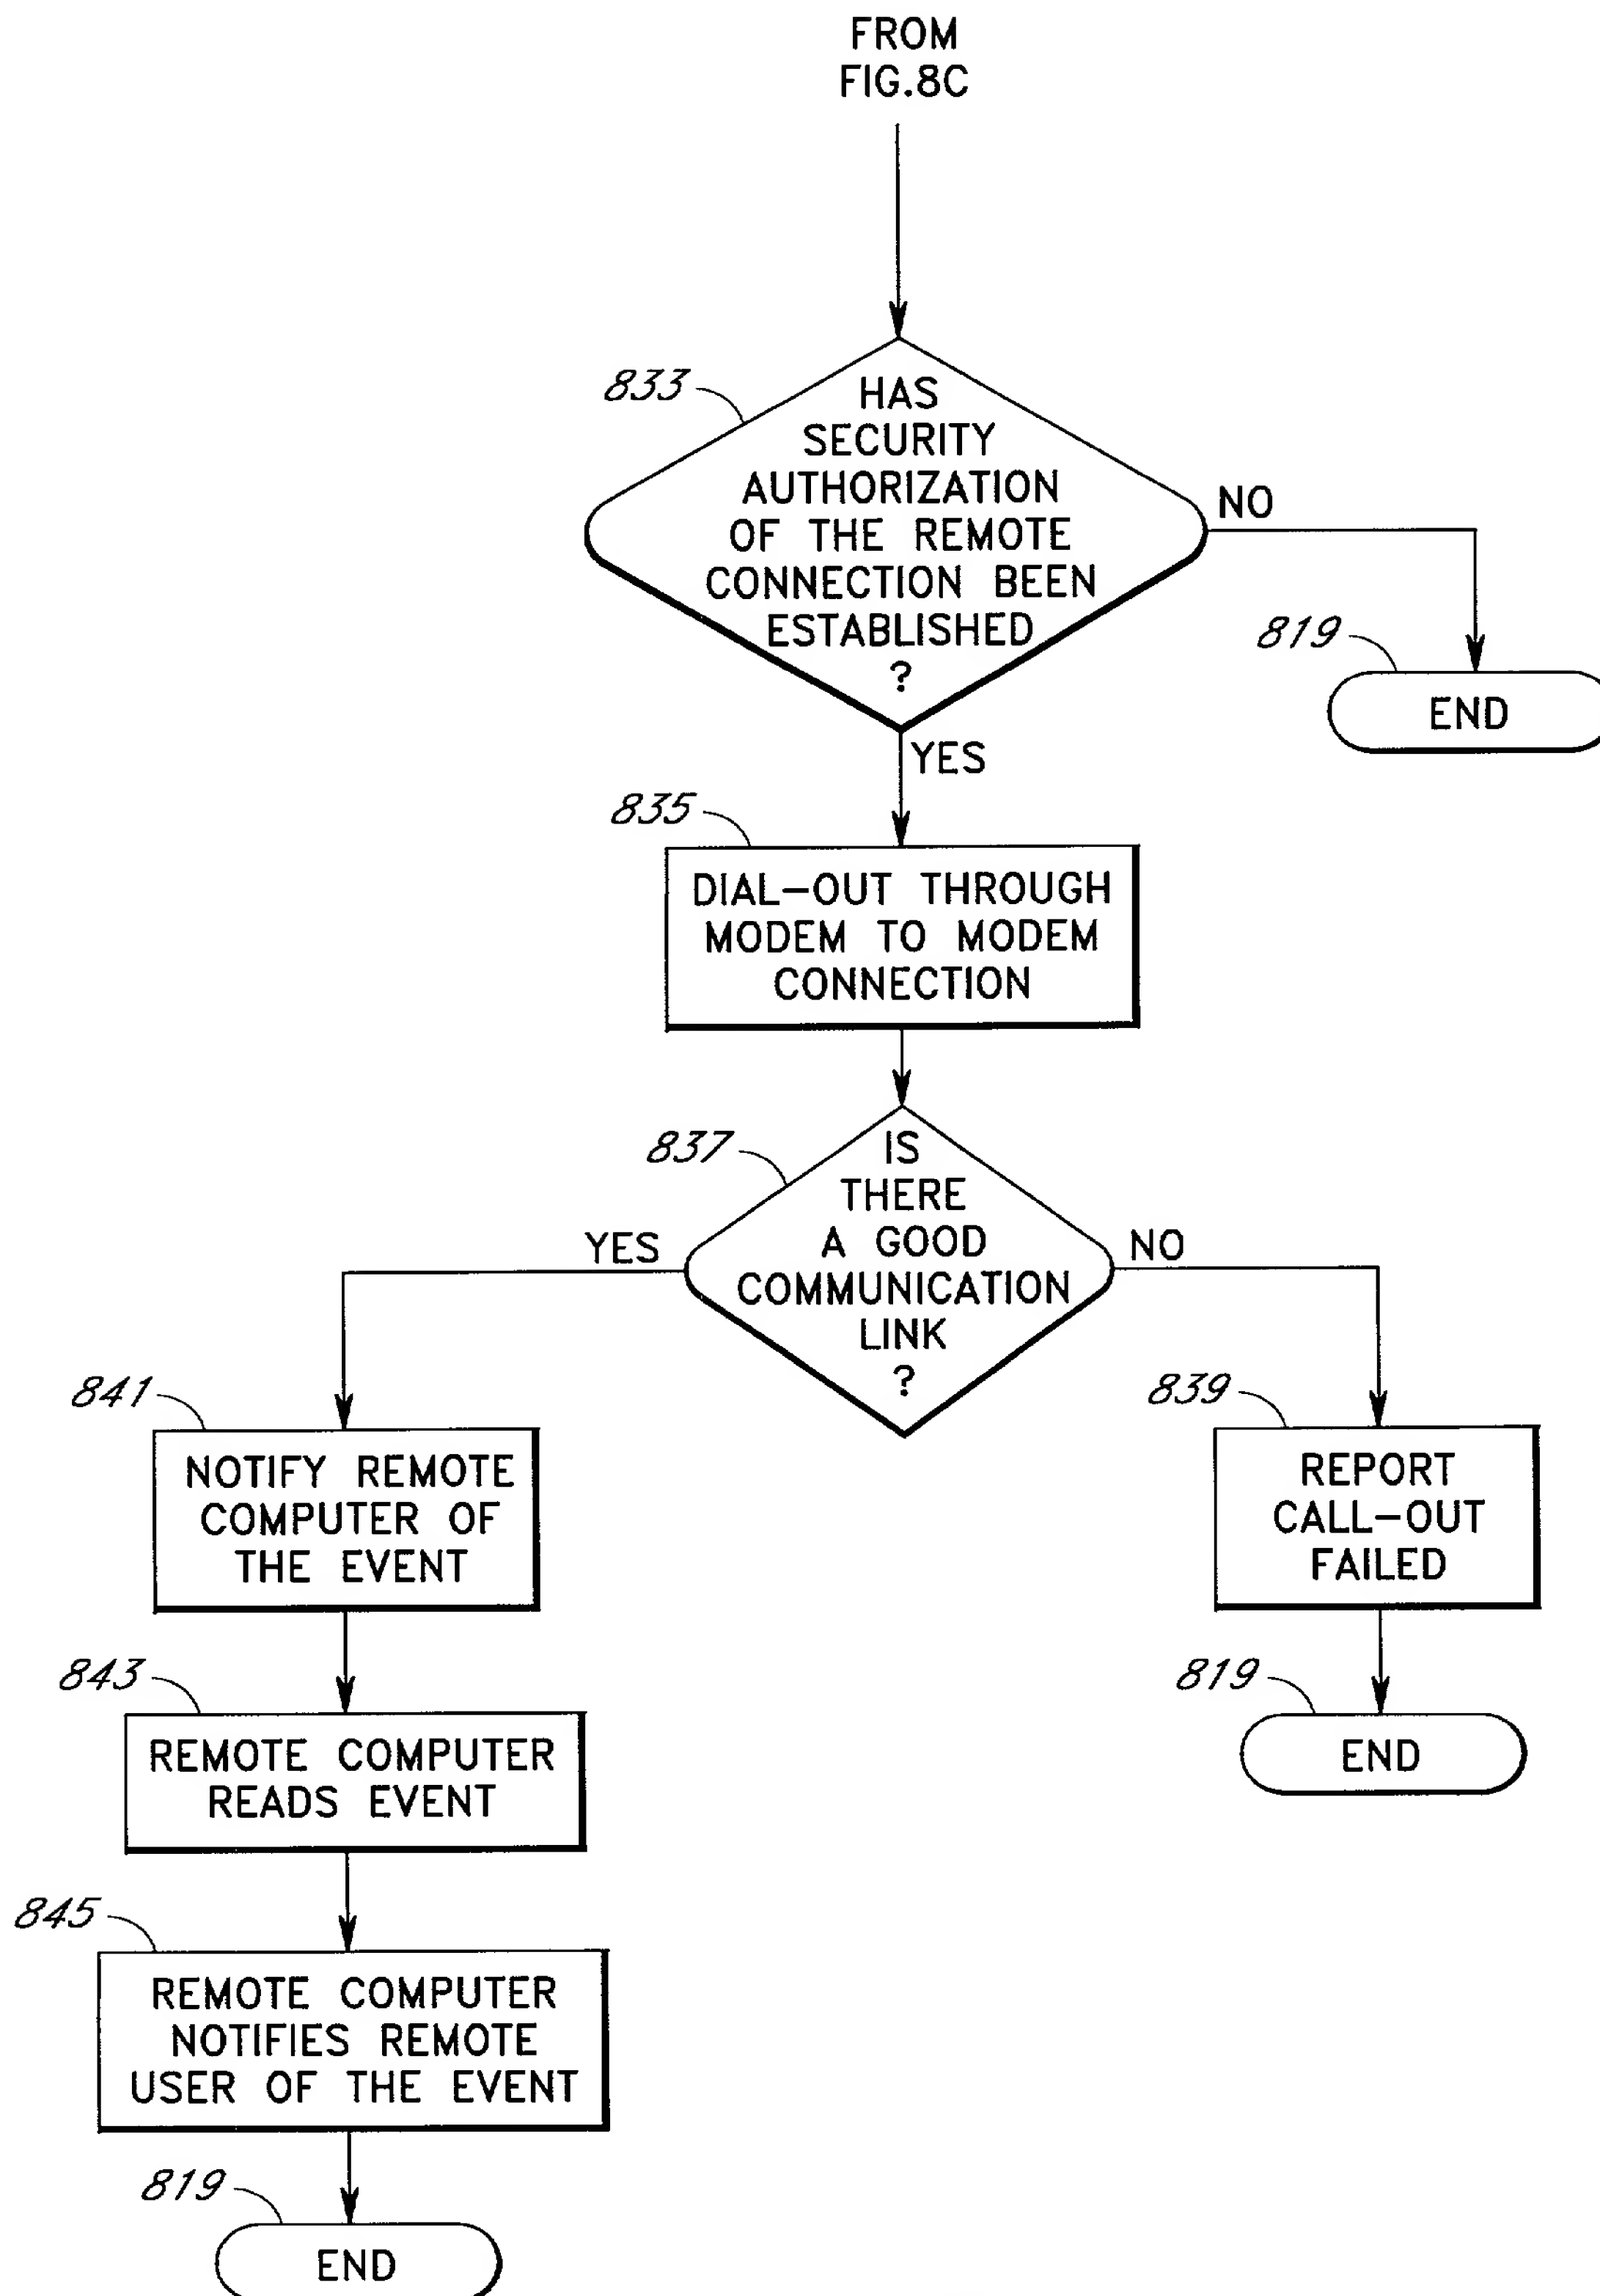 FROM
FIG.8C
833
HAS
SECURITY
AUTHORIZATION
OF THE REMOTE
CONNECTION BEEN
ESTABLISHED
?
NO
819
END
YES
835
DIAL-OUT THROUGH
MODEM TO MODEM
CONNECTION
837
IS
THERE
A GOOD
COMMUNICATION
LINK
?
YES
NO
841
NOTIFY REMOTE
COMPUTER OF
THE EVENT
839
REPORT
CALL-OUT
FAILED
843
REMOTE COMPUTER
READS EVENT
819
END
845
REMOTE COMPUTER
NOTIFIES REMOTE
USER OF THE EVENT
819
END